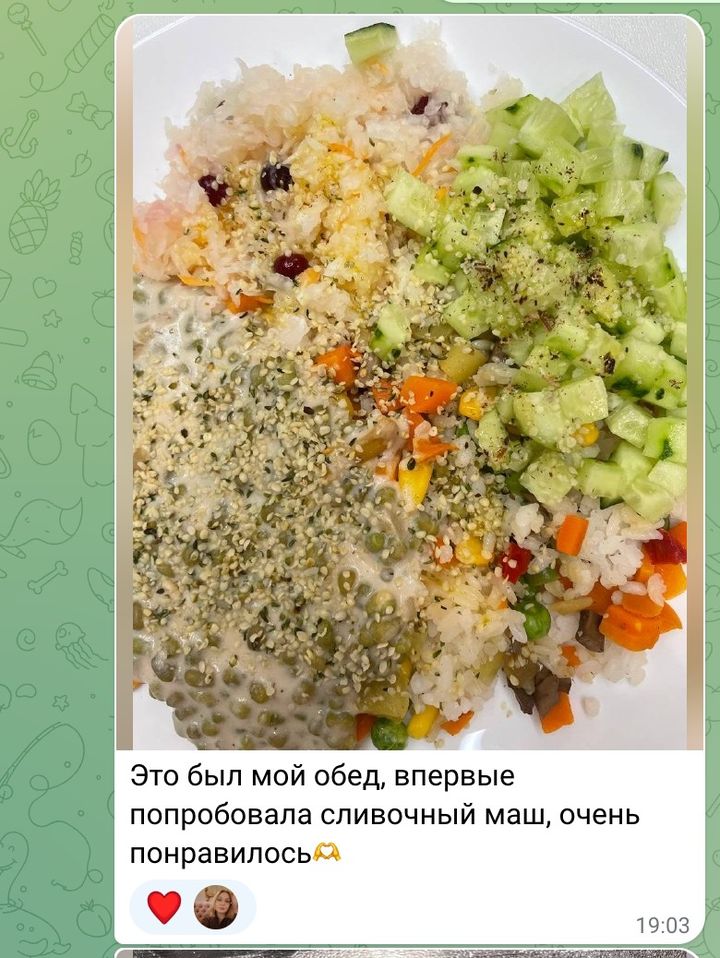 Это был мой обед, впервые
попробовала сливочный маш, очень
понравилось🫶
19:03